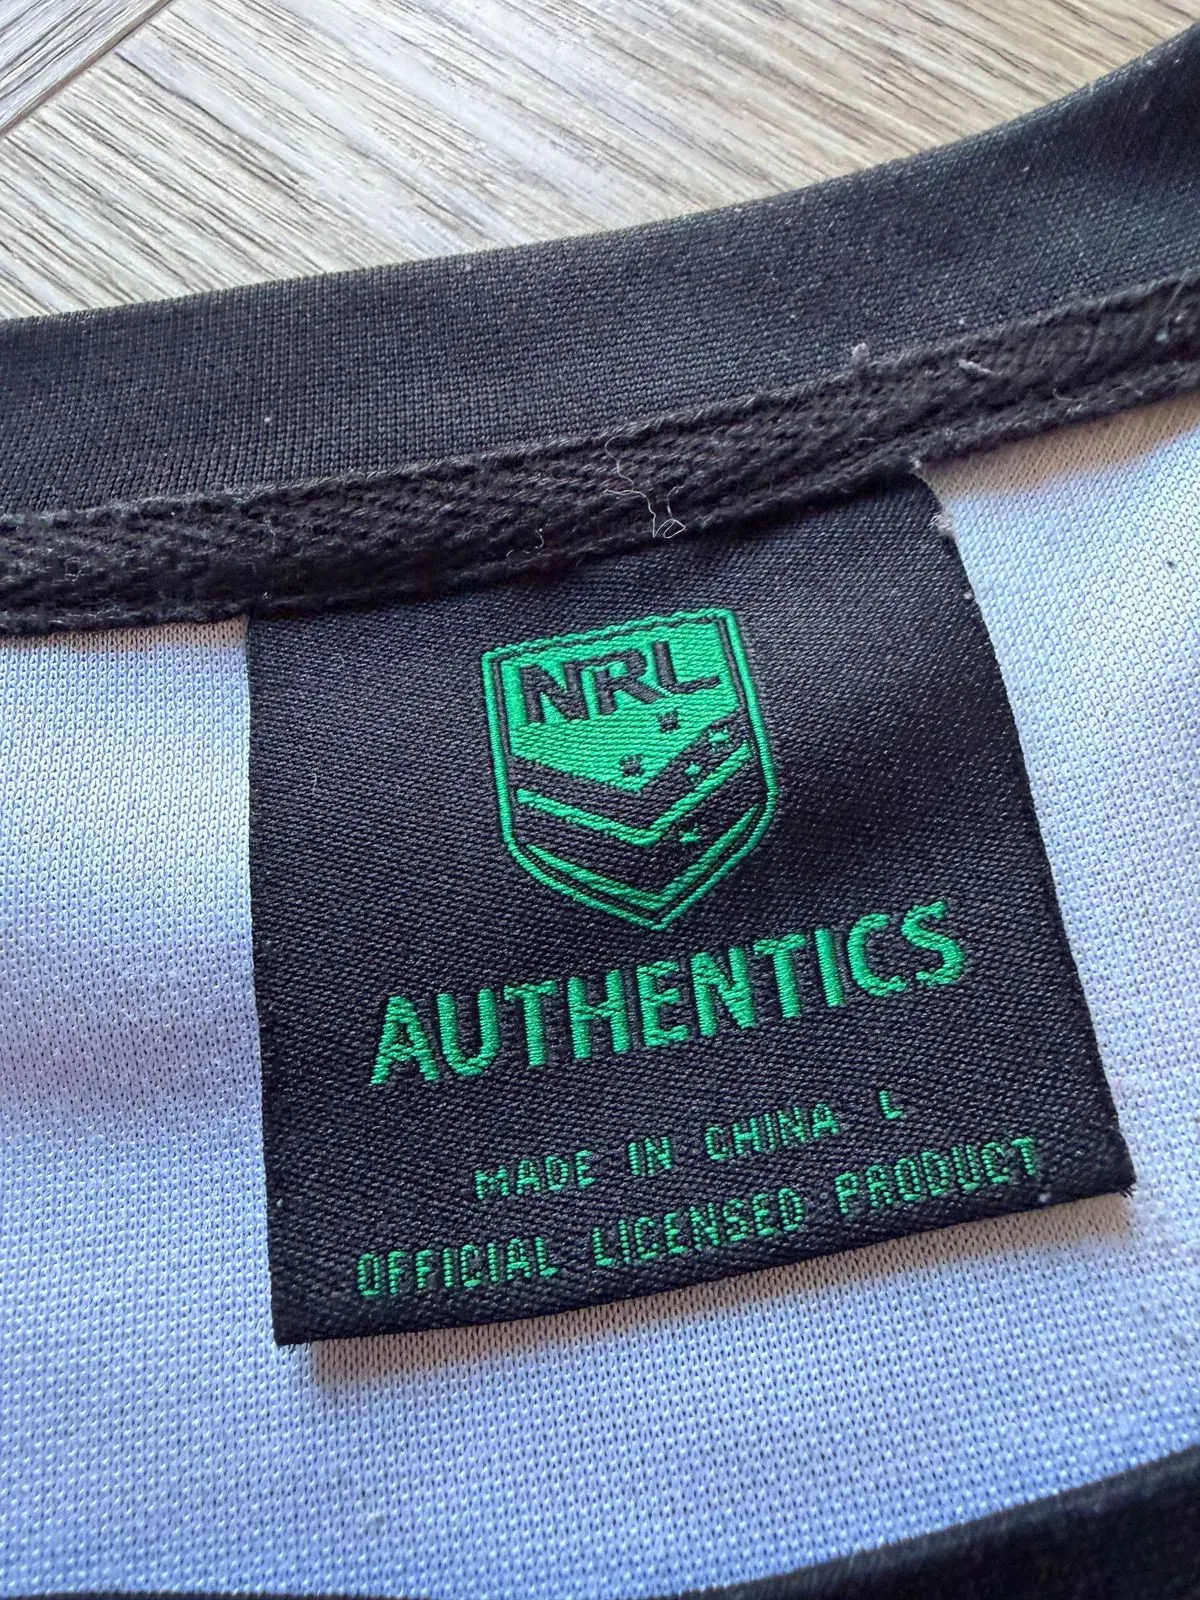 NRL
AUTHENTICS
MADE IN CHINA L
OFFICIAL LICENSED PRODUCT